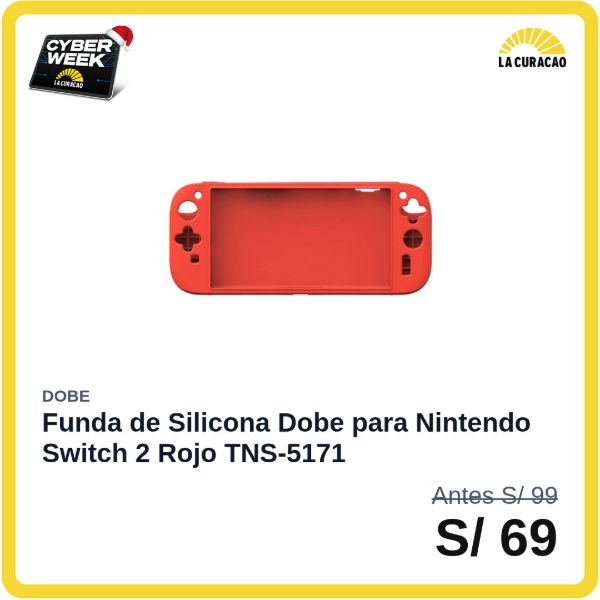 CYBER
WEEK
LA CURACAO
LA CURACAO
DOBE
Funda de Silicona Dobe para Nintendo
Switch 2 Rojo TNS-5171
Antes S/ 99
S/ 69